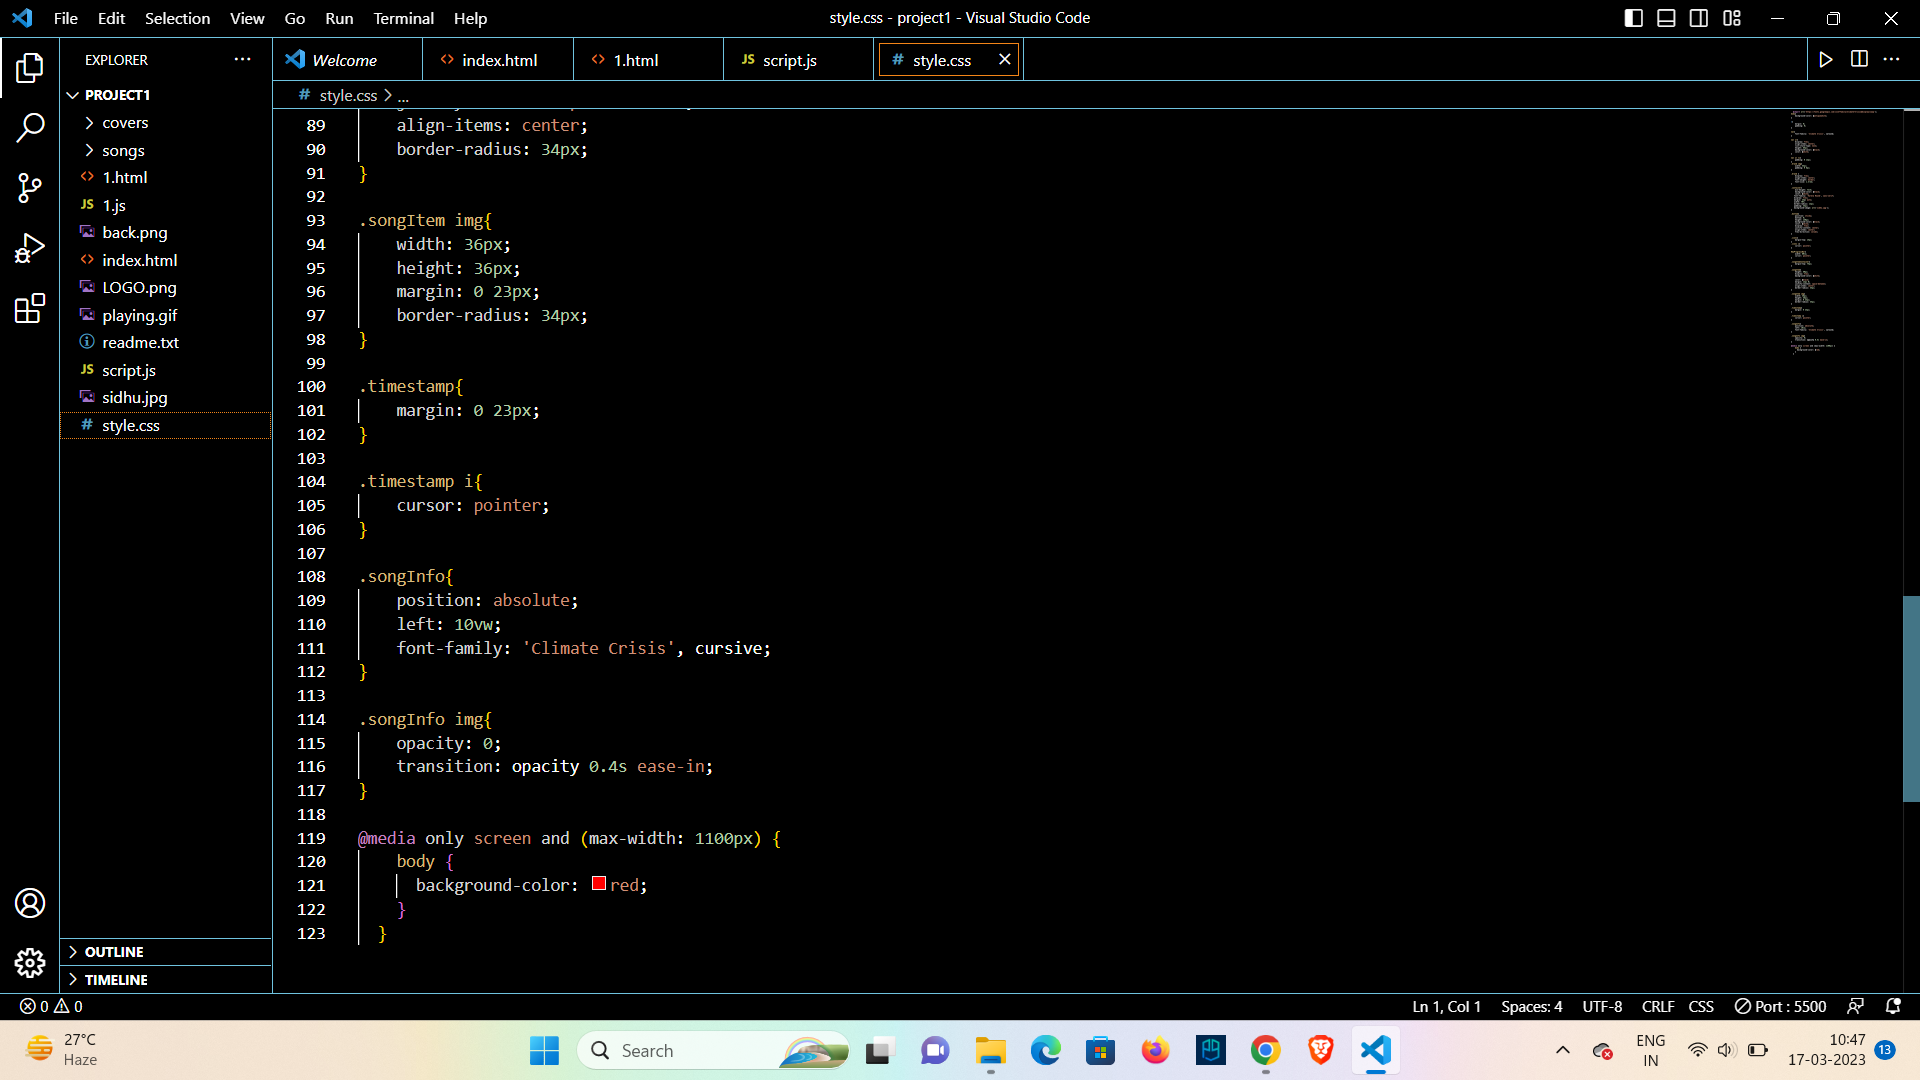 File Edit Selection View Go Run Terminal Help
style.css - project1 - Visual Studio Code
EXPLORER
Welcome
index.html
1.html
JS script.js
# style.css
PROJECT1
# style.css > ...
covers
songs
1.html
JS 1.js
back.png
index.html
LOGO.png
playing.gif
readme.txt
JS script.js
sidhu.jpg
# style.css
OUTLINE
TIMELINE
89 align-items: center;
90 border-radius: 34px;
91 }
92
93 .songItem img{
94 width: 36px;
95 height: 36px;
96 margin: 0 23px;
97 border-radius: 34px;
98 }
99
100 .timestamp{
101 margin: 0 23px;
102 }
103
104 .timestamp i{
105 cursor: pointer;
106 }
107
108 .songInfo{
109 position: absolute;
110 left: 10vw;
111 font-family: 'Climate Crisis', cursive;
112 }
113
114 .songInfo img{
115 opacity: 0;
116 transition: opacity 0.4s ease-in;
117 }
118
119 @media only screen and (max-width: 1100px) {
120 body {
121 background-color: red;
122 }
123 }
0 0
Ln 1, Col 1 Spaces: 4 UTF-8 CRLF CSS Port : 5500
27°C
Haze
Search
ENG
IN
10:47
17-03-2023
13